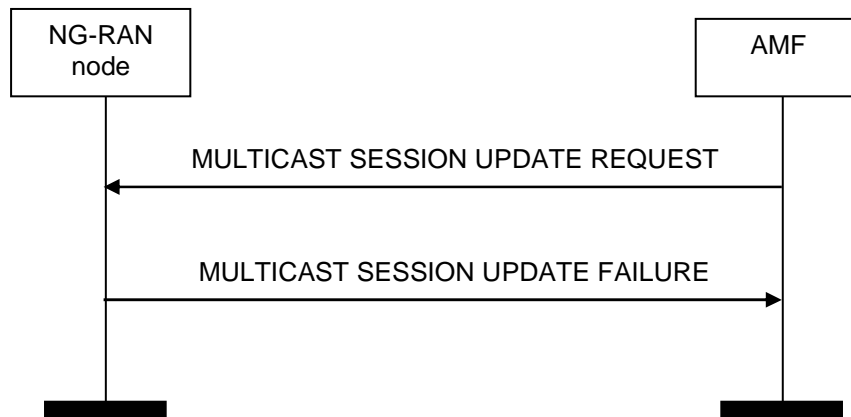 NG-RAN
node
AMF
MULTICAST SESSION UPDATE REQUEST
MULTICAST SESSION UPDATE FAILURE